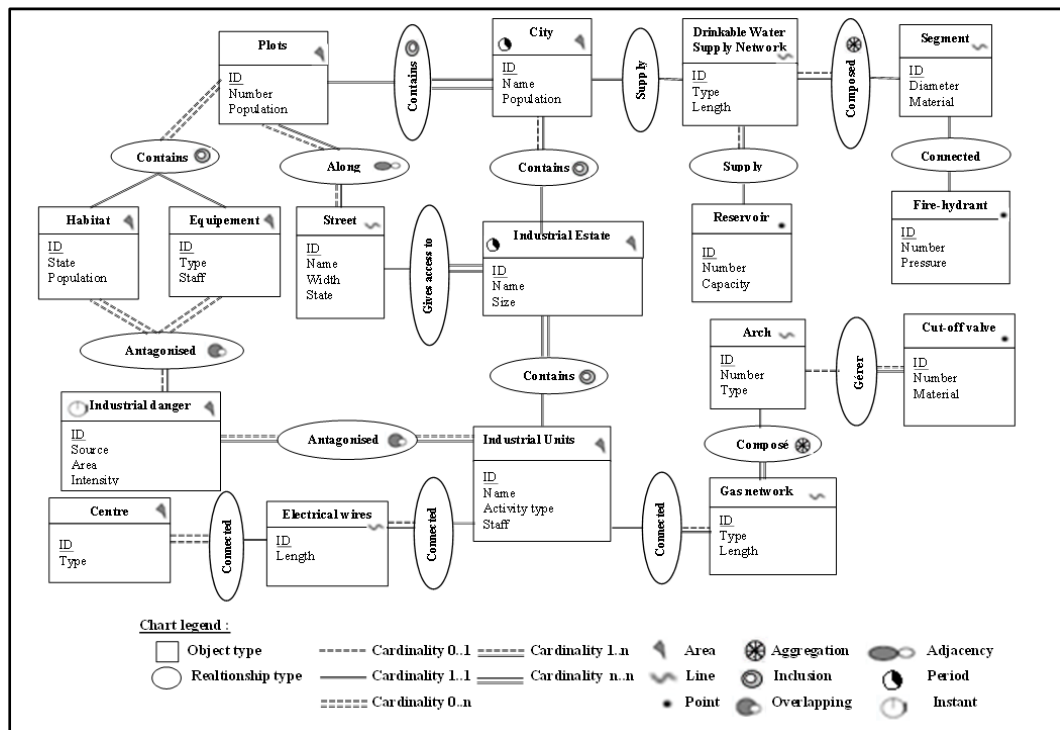 Plots
ID
Number
Population
Contains
City
ID
Name
Population
Supply
Drinkable Water
Supply Network
ID
Type
Length
Composed
Segment
ID
Diameter
Material
Contains
Along
Contains
Supply
Connected
Habitat
ID
State
Population
Equipement
ID
Type
Staff
Street
ID
Name
Width
State
Gives access to
Industrial Estate
ID
Name
Size
Reservoir
ID
Number
Capacity
Fire-hydrant
ID
Number
Pressure
Antagonised
Contains
Arch
ID
Number
Type
Gérer
Cut-off valve
ID
Number
Material
Industrial danger
ID
Source
Area
Intensity
Antagonised
Industrial Units
ID
Name
Activity type
Staff
Composé
Centre
ID
Type
Connected
Electrical wires
ID
Length
Connected
Connected
Gas network
ID
Type
Length
Chart legend :
Object type
Cardinality 0..1
Cardinality 1..n
Area
Aggregation
Adjacency
Realtionship type
Cardinality 1..1
Cardinality n..n
Line
Inclusion
Period
Cardinality 0..n
Point
Overlapping
Instant